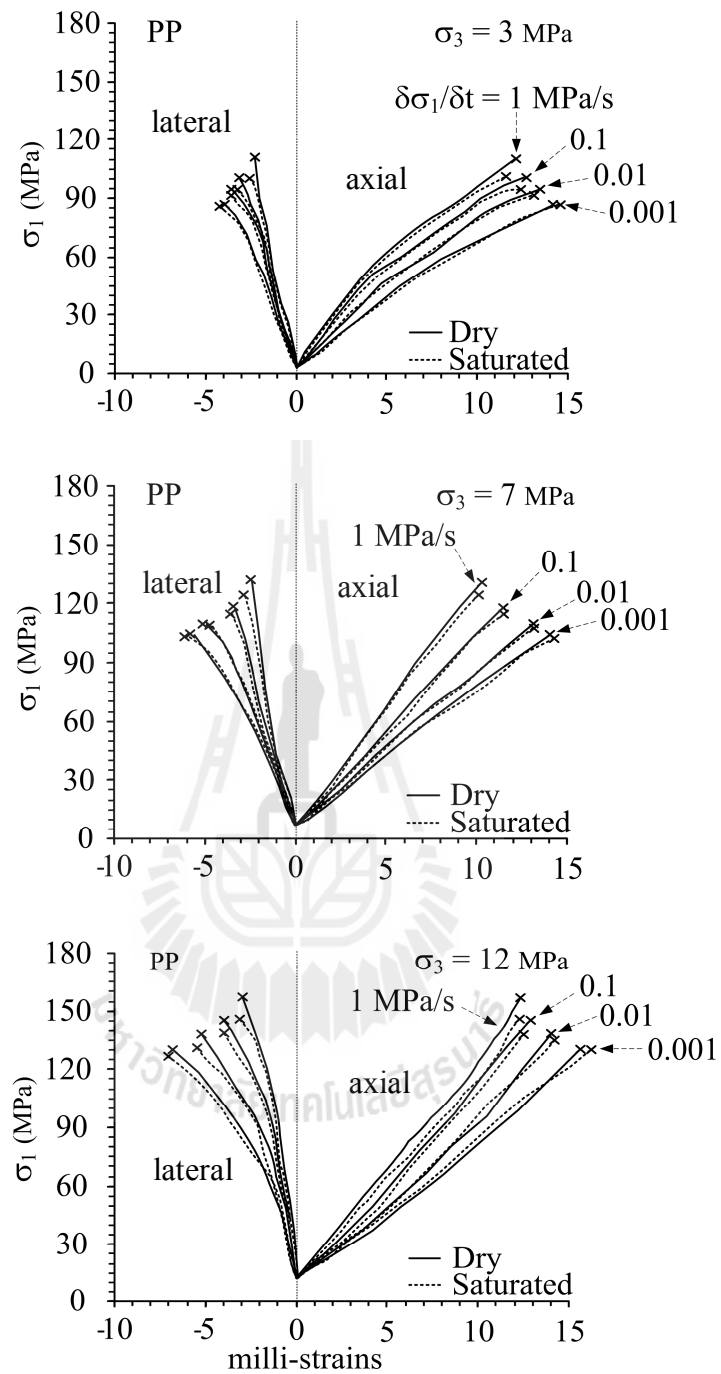 180
PP
σ3 = 3 MPa
150
δσ1/δt = 1 MPa/s
lateral
0.1
120
axial
0.01
σ1 (MPa)
90
0.001
60
30
Dry
Saturated
0
-10 -5 0 5 10 15
180
PP
σ3 = 7 MPa
150
1 MPa/s
lateral
axial
0.1
120
0.01
0.001
σ1 (MPa)
90
60
30
Dry
Saturated
0
-10 -5 0 5 10 15
180
PP
σ3 = 12 MPa
1 MPa/s
0.1
150
0.01
axial
0.001
120
σ1 (MPa)
90
lateral
60
30
Dry
Saturated
0
-10 -5 0 5 10 15
milli-strains